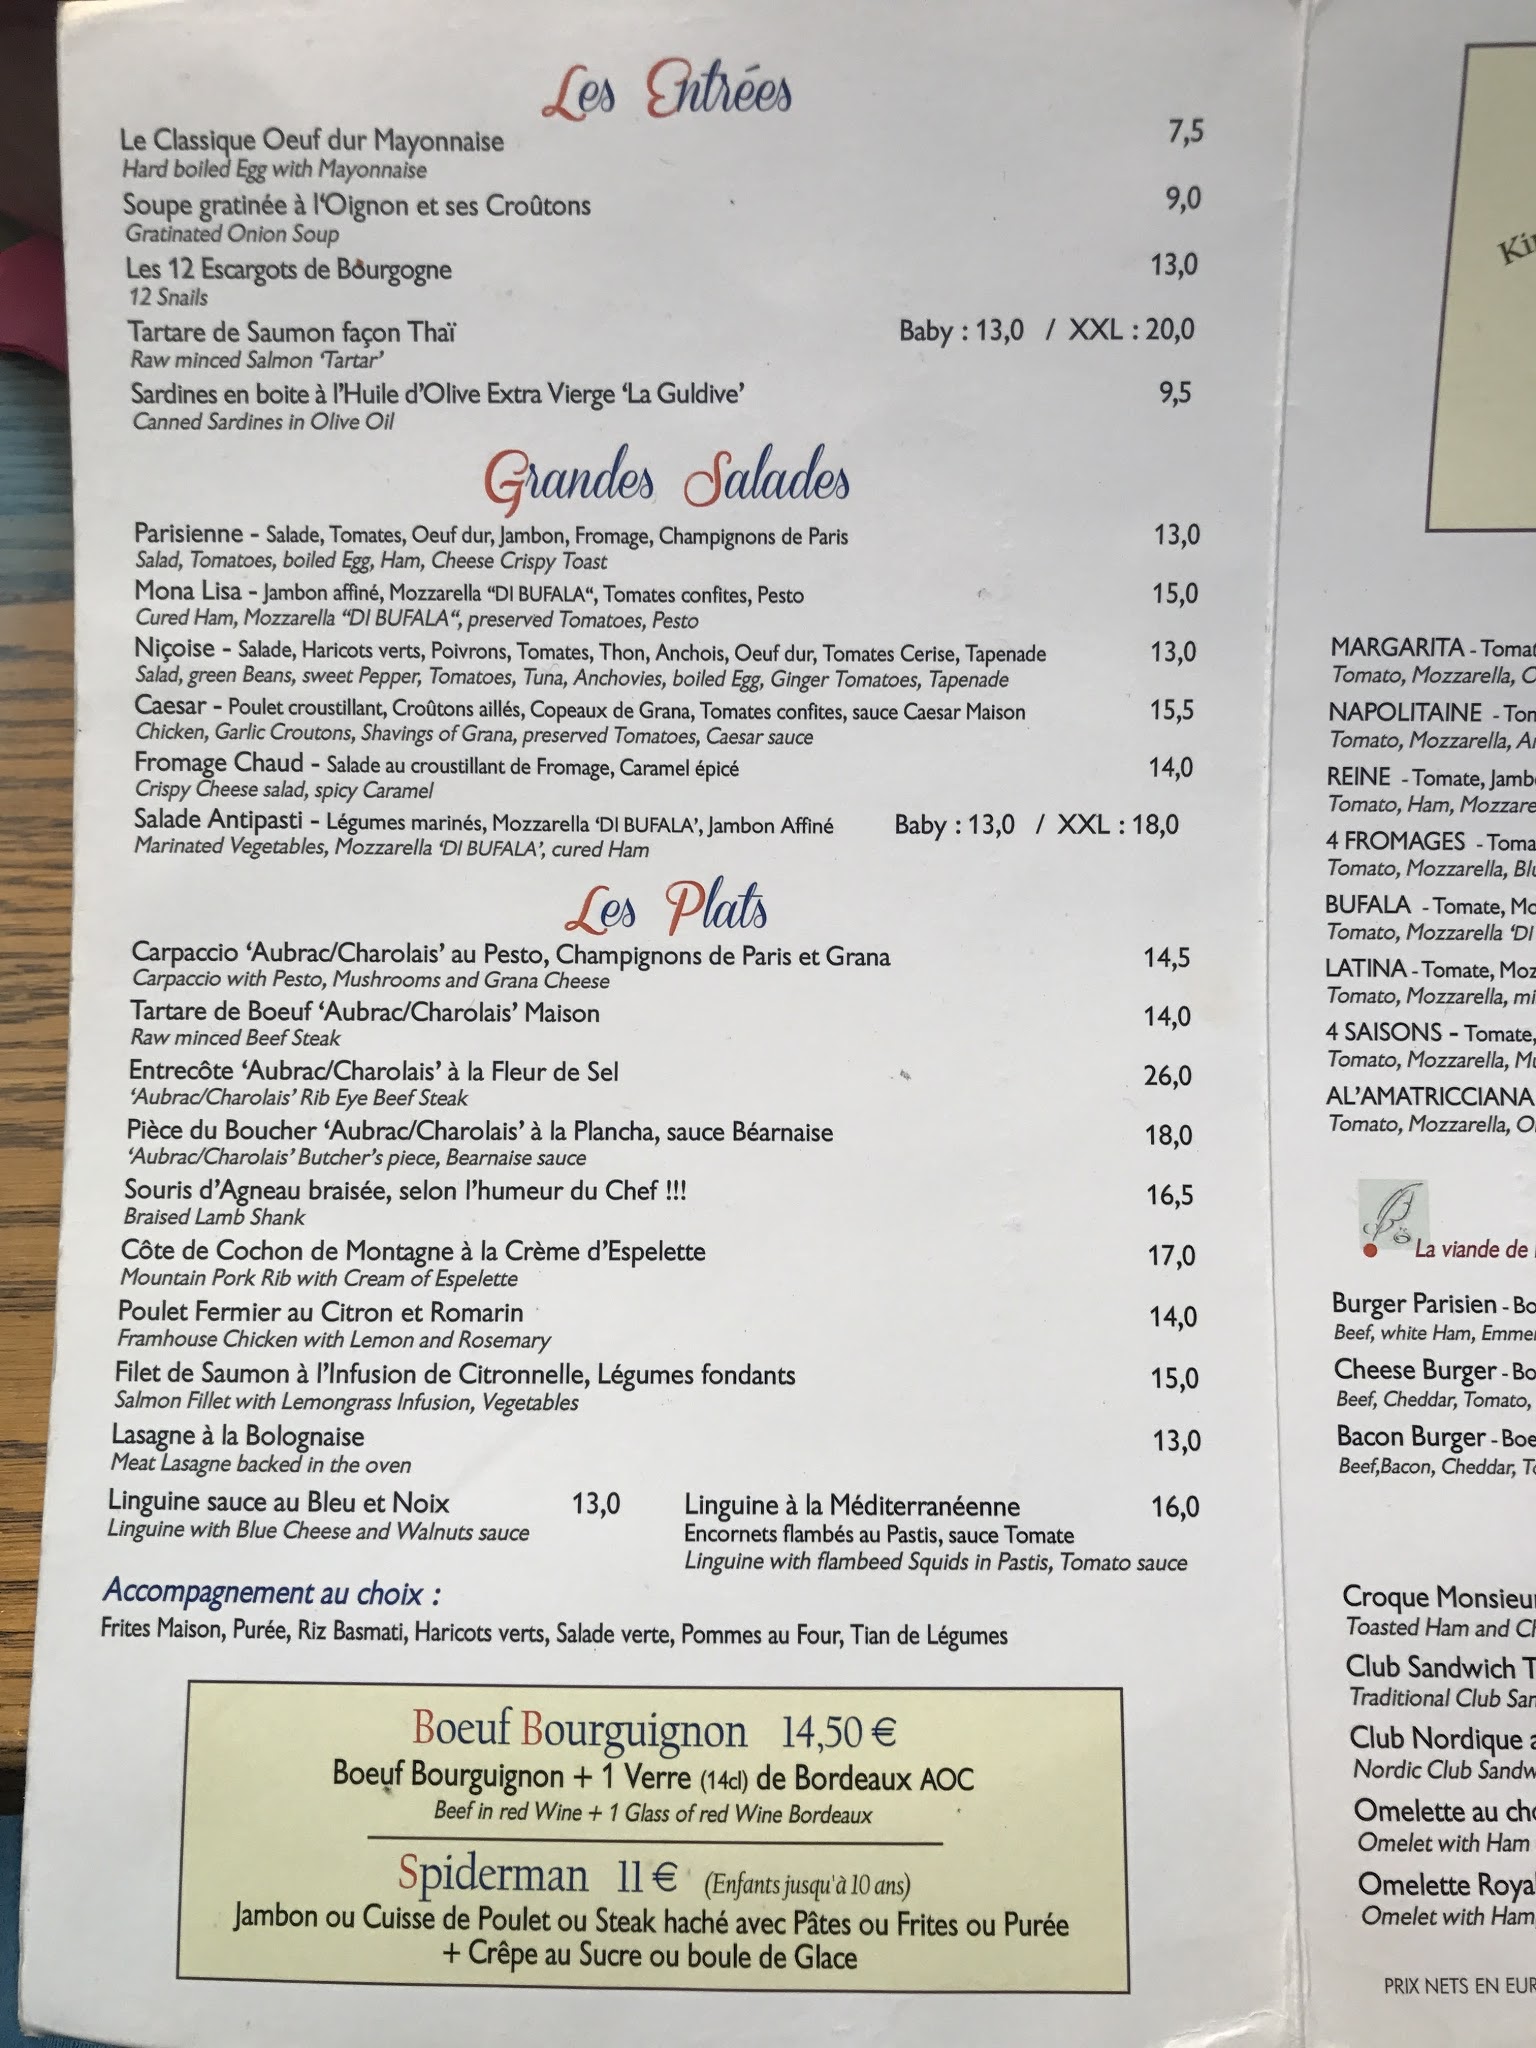 Les Entrées
Le Classique Oeuf dur Mayonnaise 7,5
Hard boiled Egg with Mayonnaise
Soupe gratinée à l'Oignon et ses Croûtons 9,0
Gratinated Onion Soup
Les 12 Escargots de Bourgogne 13,0
12 Snails
Tartare de Saumon façon Thaï Baby : 13,0 / XXL : 20,0
Raw minced Salmon 'Tartar'
Sardines en boite à l'Huile d'Olive Extra Vierge 'La Guldive' 9,5
Canned Sardines in Olive Oil
Grandes Salades
Parisienne - Salade, Tomates, Oeuf dur, Jambon, Fromage, Champignons de Paris 13,0
Salad, Tomatoes, boiled Egg, Ham, Cheese Crispy Toast
Mona Lisa - Jambon affiné, Mozzarella "DI BUFALA", Tomates confites, Pesto 15,0
Cured Ham, Mozzarella "DI BUFALA", preserved Tomatoes, Pesto
Niçoise - Salade, Haricots verts, Poivrons, Tomates, Thon, Anchois, Oeuf dur, Tomates Cerise, Tapenade 13,0
Salad, green Beans, sweet Pepper, Tomatoes, Tuna, Anchovies, boiled Egg, Ginger Tomatoes, Tapenade
Caesar - Poulet croustillant, Croûtons aillés, Copeaux de Grana, Tomates confites, sauce Caesar Maison 15,5
Chicken, Garlic Croutons, Shavings of Grana, preserved Tomatoes, Caesar sauce
Fromage Chaud - Salade au croustillant de Fromage, Caramel épicé 14,0
Crispy Cheese salad, spicy Caramel
Salade Antipasti - Légumes marinés, Mozzarella 'DI BUFALA', Jambon Affiné Baby : 13,0 / XXL : 18,0
Marinated Vegetables, Mozzarella 'DI BUFALA', cured Ham
Les Plats
Carpaccio 'Aubrac/Charolais' au Pesto, Champignons de Paris et Grana 14,5
Carpaccio with Pesto, Mushrooms and Grana Cheese
Tartare de Boeuf 'Aubrac/Charolais' Maison 14,0
Raw minced Beef Steak
Entrecôte 'Aubrac/Charolais' à la Fleur de Sel 26,0
'Aubrac/Charolais' Rib Eye Beef Steak
Pièce du Boucher 'Aubrac/Charolais' à la Plancha, sauce Béarnaise 18,0
'Aubrac/Charolais' Butcher's piece, Bearnaise sauce
Souris d'Agneau braisée, selon l'humeur du Chef !!! 16,5
Braised Lamb Shank
Côte de Cochon de Montagne à la Crème d'Espelette 17,0
Mountain Pork Rib with Cream of Espelette
Poulet Fermier au Citron et Romarin 14,0
Framhouse Chicken with Lemon and Rosemary
Filet de Saumon à l'Infusion de Citronnelle, Légumes fondants 15,0
Salmon Fillet with Lemongrass Infusion, Vegetables
Lasagne à la Bolognaise 13,0
Meat Lasagne backed in the oven
Linguine sauce au Bleu et Noix 13,0
Linguine with Blue Cheese and Walnuts sauce
Linguine à la Méditerranéenne 16,0
Encornets flambés au Pastis, sauce Tomate
Linguine with flambeed Squids in Pastis, Tomato sauce
Accompagnement au choix :
Frites Maison, Purée, Riz Basmati, Haricots verts, Salade verte, Pommes au Four, Tian de Légumes
Boeuf Bourguignon 14,50 €
Boeuf Bourguignon + 1 Verre (14cl) de Bordeaux AOC
Beef in red Wine + 1 Glass of red Wine Bordeaux
Spiderman 11 € (Enfants jusqu'à 10 ans)
Jambon ou Cuisse de Poulet ou Steak haché avec Pâtes ou Frites ou Purée
+ Crêpe au Sucre ou boule de Glace
MARGARITA -
Tomato, Mozzarella,
NAPOLITAINE -
Tomato, Mozzarella,
REINE - Tomate,
Tomato, Ham,
4 FROMAGES -
Tomato, Mozzarella,
BUFALA - Tomate,
Tomato, Mozzarella 'DI
LATINA - Tomate,
Tomato, Mozzarella,
4 SAISONS - Tomate,
Tomato, Mozzarella,
AL'AMATRICCIANA
Tomato, Mozzarella,
La viande de
Burger Parisien -
Beef, white Ham,
Cheese Burger -
Beef, Cheddar, Tomato,
Bacon Burger -
Beef,Bacon, Cheddar,
Croque Monsieur
Toasted Ham and
Club Sandwich
Traditional Club
Club Nordique
Nordic Club
Omelette au
Omelet with Ham
Omelette
Omelet with Ham,
PRIX NETS EN